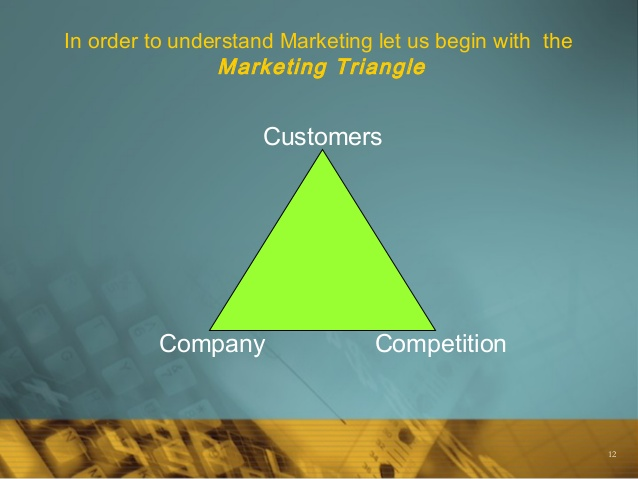 In order to understand Marketing let us begin with the
Marketing Triangle
Customers
Company Competition
12